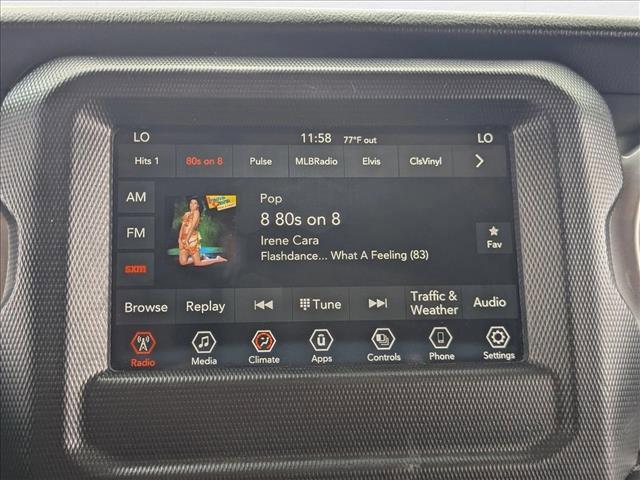 LO 11:58 77°F out LO
Hits 1 80s on 8 Pulse MLBRadio Elvis ClsVinyl
AM
FM
sxm
Pop
8 80s on 8
Irene Cara
Flashdance... What A Feeling (83)
Fav
Browse Replay Tune Traffic & Weather Audio
Radio Media Climate Apps Controls Phone Settings